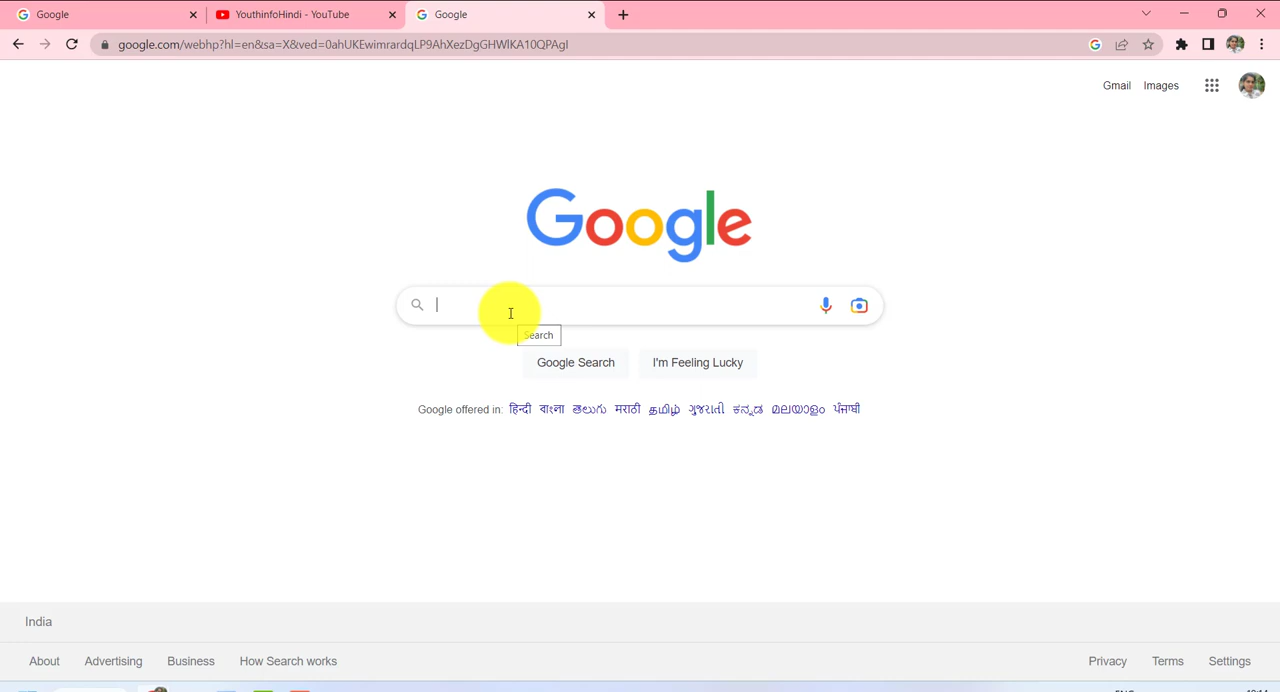 Google
YouthinfoHindi - YouTube
Google
google.com/webhp?hl=en&sa=X&ved=0ahUKEwimrardqLP9AhXezDgGHWlKA10QPAgI
Gmail
Images
Google
Search
Google Search
I'm Feeling Lucky
Google offered in: हिन्दी বাংলা తెలుగు मराठी தமிழ் ગુજરાતી ಕನ್ನಡ മലയാളം ਪੰਜਾਬੀ
India
About
Advertising
Business
How Search works
Privacy
Terms
Settings